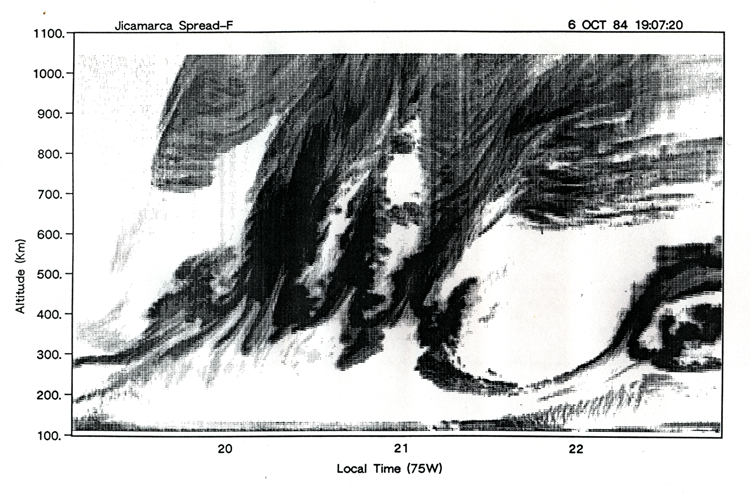 Jicamarca Spread-F 6 OCT 84 19:07:20
1100.
1000.
900.
800.
700.
600.
500.
400.
300.
200.
100.
Altitude (Km)
20 21 22
Local Time (75W)